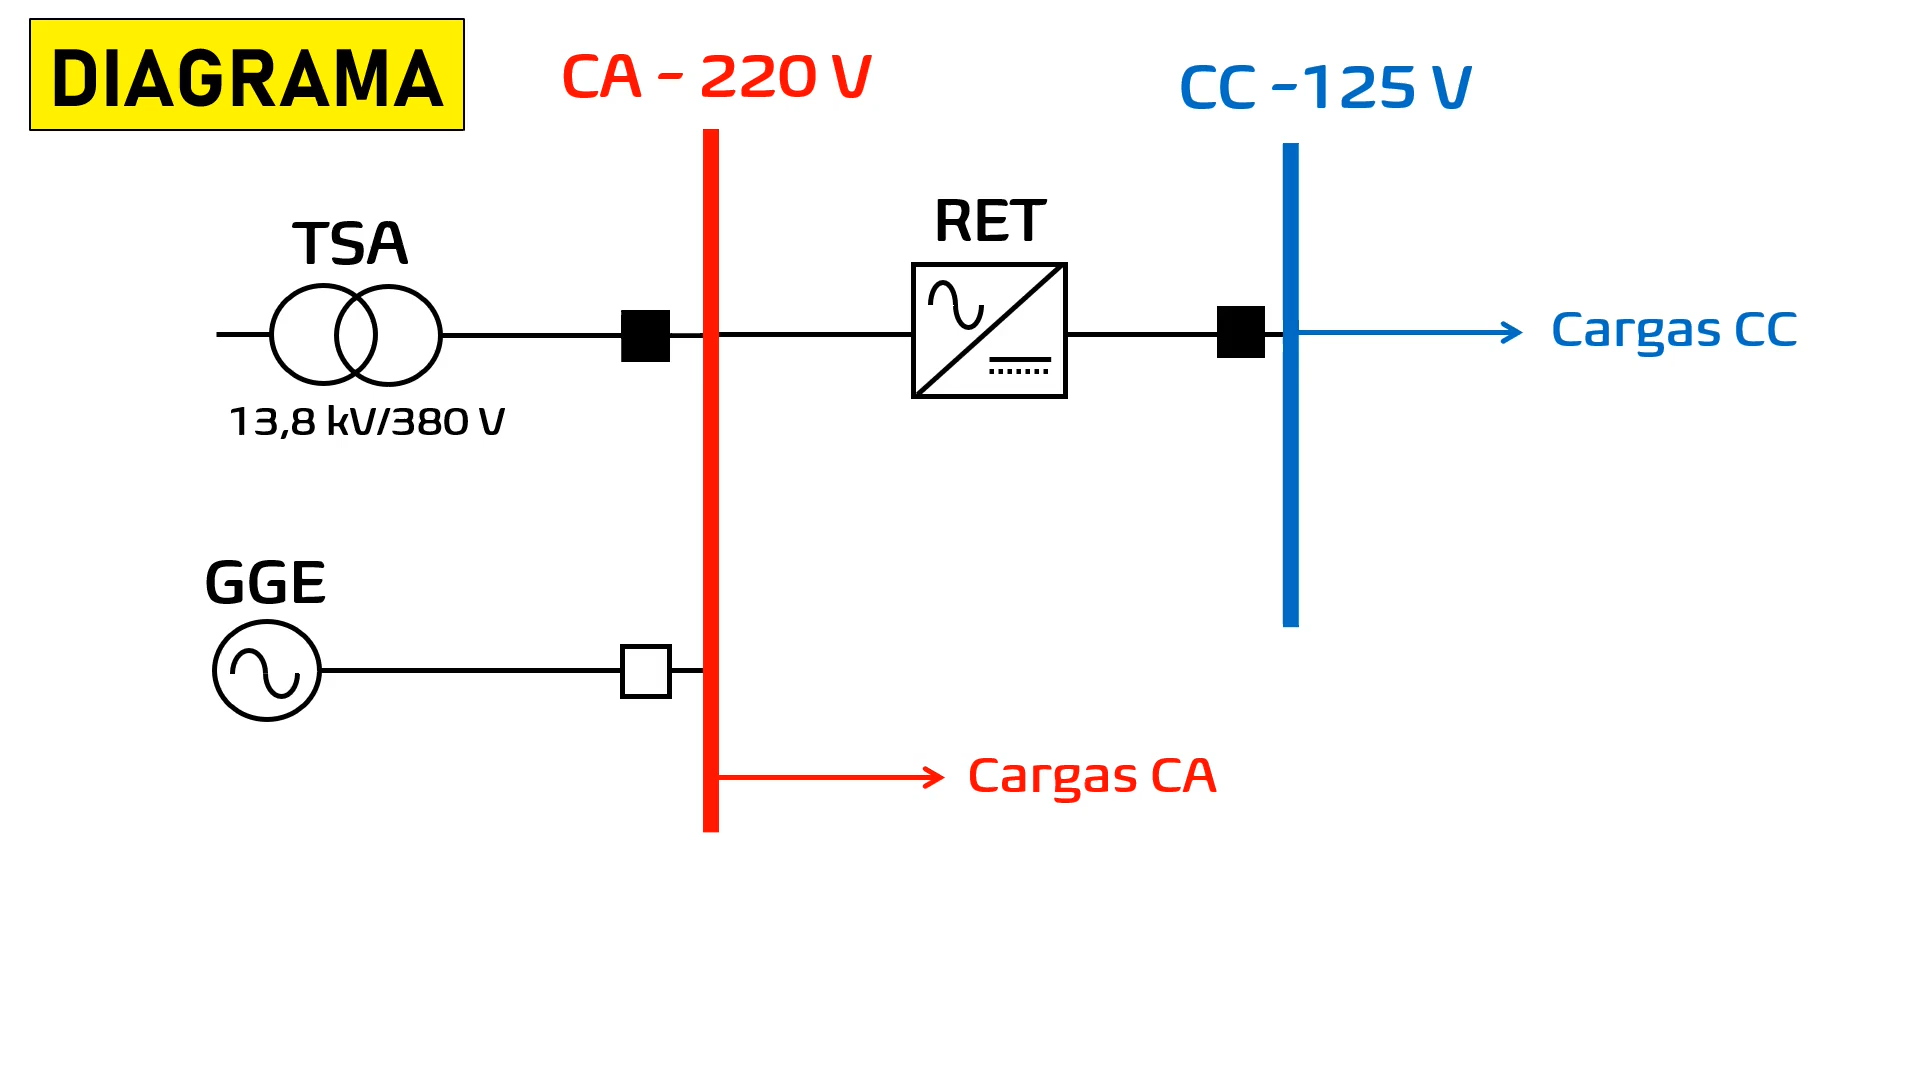 DIAGRAMA
CA - 220 V
CC -125 V
TSA
RET
13,8 kV/380 V
Cargas CC
GGE
Cargas CA